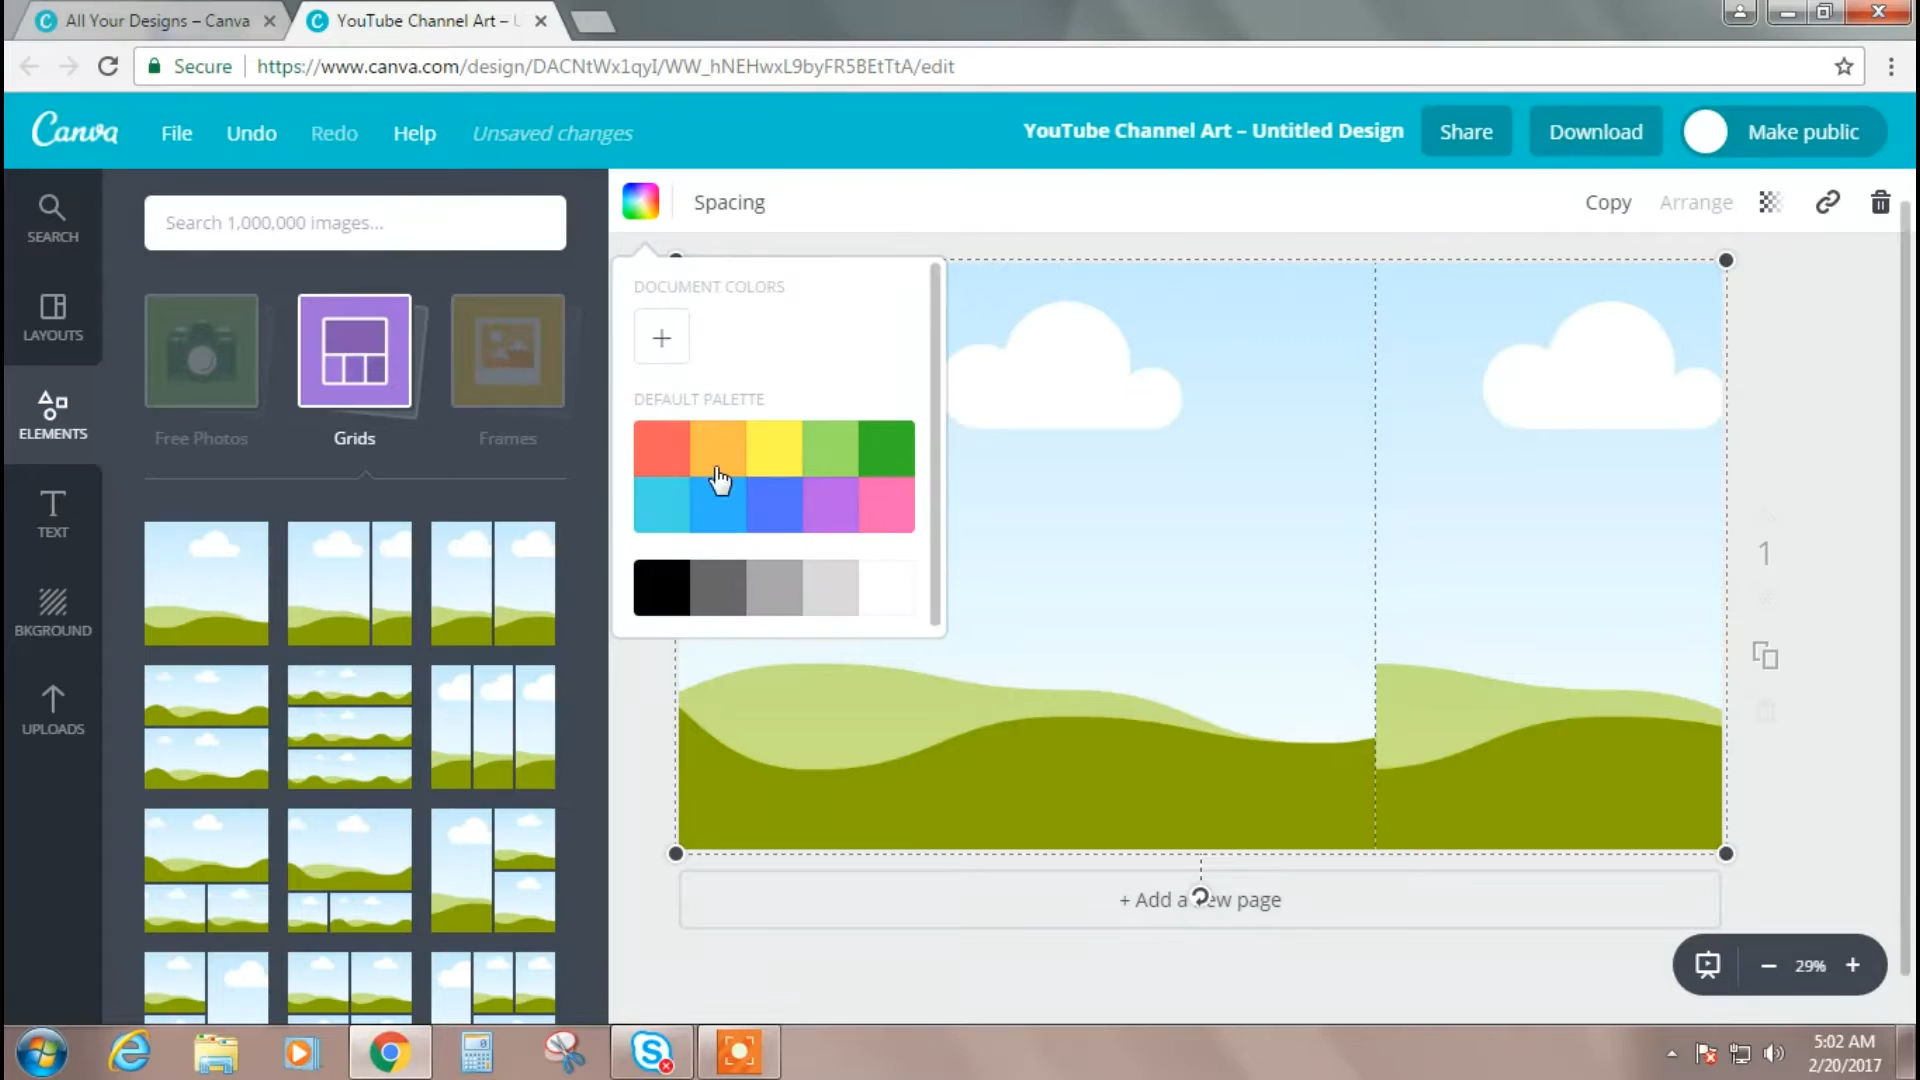 All Your Designs – Canva
YouTube Channel Art –
Secure
https://www.canva.com/design/DACNtWx1qyI/WW_hNEHwxL9byFR5BEtTtA/edit
Canva
File
Undo
Redo
Help
Unsaved changes
YouTube Channel Art – Untitled Design
Share
Download
Make public
SEARCH
LAYOUTS
ELEMENTS
TEXT
BKGROUND
UPLOADS
Search 1,000,000 images...
Free Photos
Grids
Frames
Spacing
Copy
Arrange
DOCUMENT COLORS
+
DEFAULT PALETTE
1
+ Add a new page
29%
5:02 AM
2/20/2017